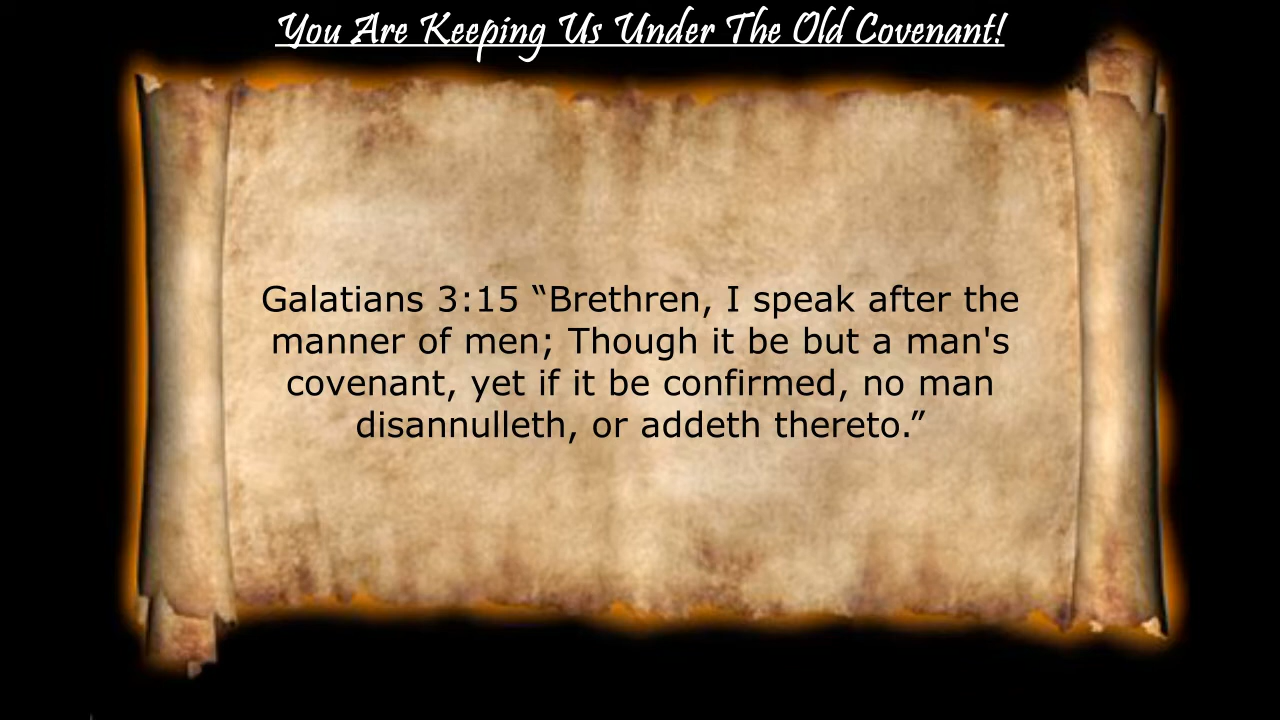 You Are Keeping Us Under The Old Covenant!
Galatians 3:15 “Brethren, I speak after the
manner of men; Though it be but a man's
covenant, yet if it be confirmed, no man
disannulleth, or addeth thereto.”